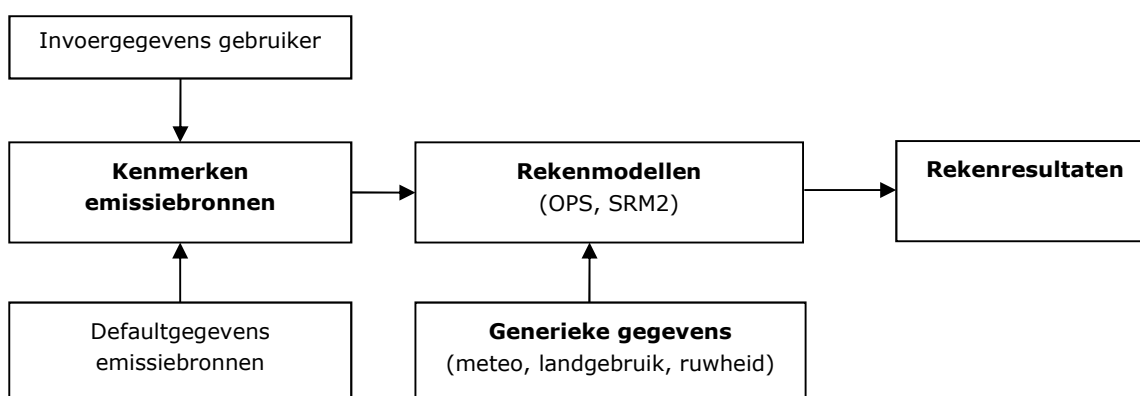 Invoergegevens gebruiker
Kenmerken
emissiebronnen
Rekenmodellen
(OPS, SRM2)
Rekenresultaten
Defaultgegevens
emissiebronnen
Generieke gegevens
(meteo, landgebruik, ruwheid)